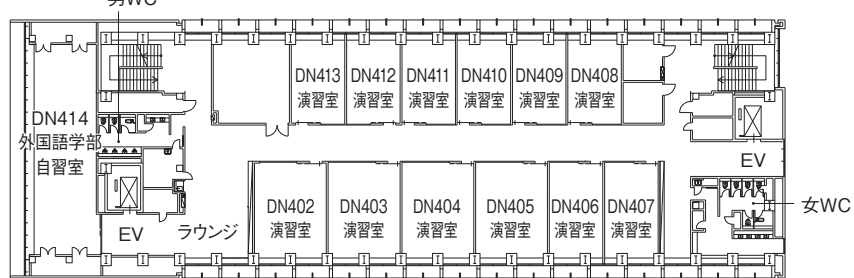 男WC
DN413
演習室
DN412
演習室
DN411
演習室
DN410
演習室
DN409
演習室
DN408
演習室
DN414
外国語学部
自習室
EV
DN402
演習室
DN403
演習室
DN404
演習室
DN405
演習室
DN406
演習室
DN407
演習室
女WC
EV
ラウンジ